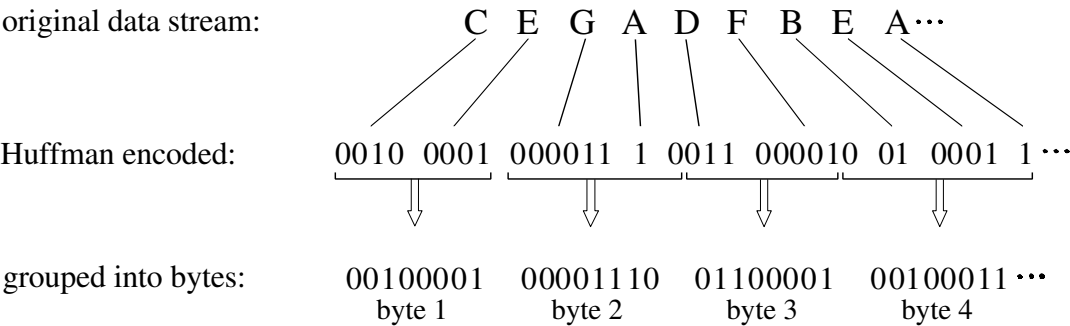 original data stream: C E G A D F B E A...
Huffman encoded: 0010 0001 000011 1 0011 000010 01 0001 1...
grouped into bytes: 00100001 00001110 01100001 00100011...
byte 1 byte 2 byte 3 byte 4